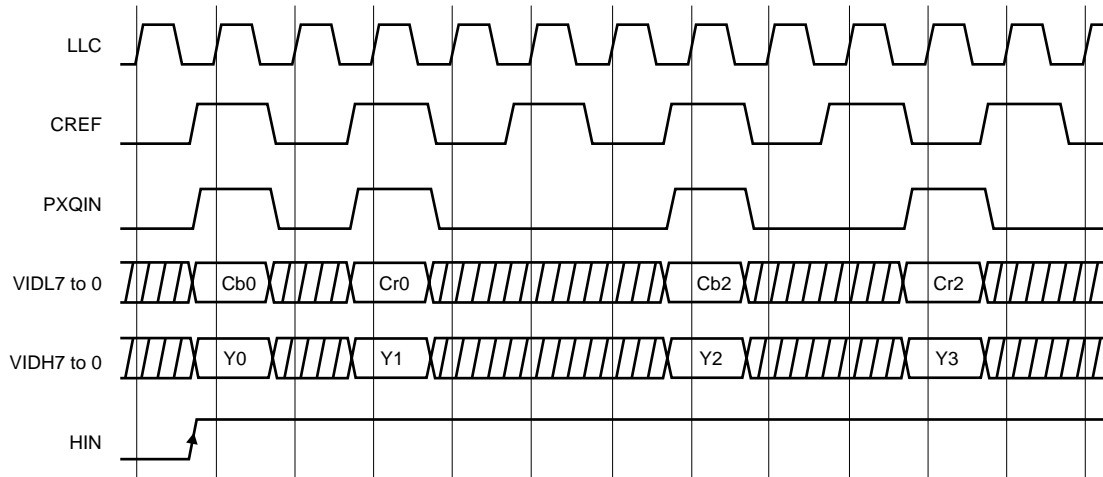 LLC
CREF
PXQIN
VIDL7 to 0 Cb0 Cr0 Cb2 Cr2
VIDH7 to 0 Y0 Y1 Y2 Y3
HIN